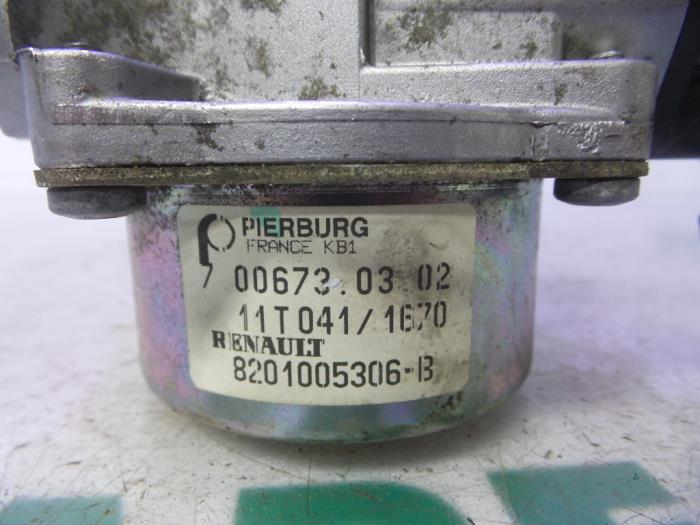 PIERBURG
FRANCE KB1
00673.03.02
11T041/1670
RENAULT
8201005306-B